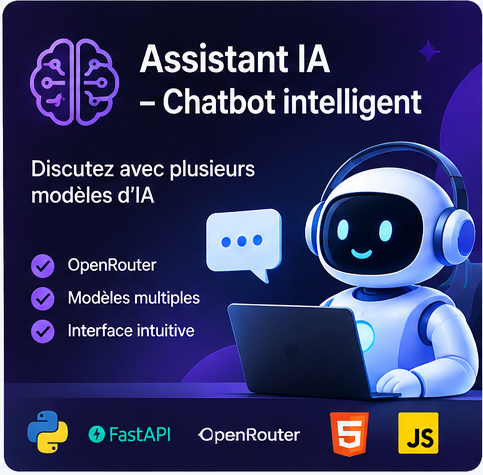 Assistant IA
– Chatbot intelligent
Discutez avec plusieurs
modèles d'IA
OpenRouter
Modèles multiples
Interface intuitive
FastAPI
OpenRouter
5
JS